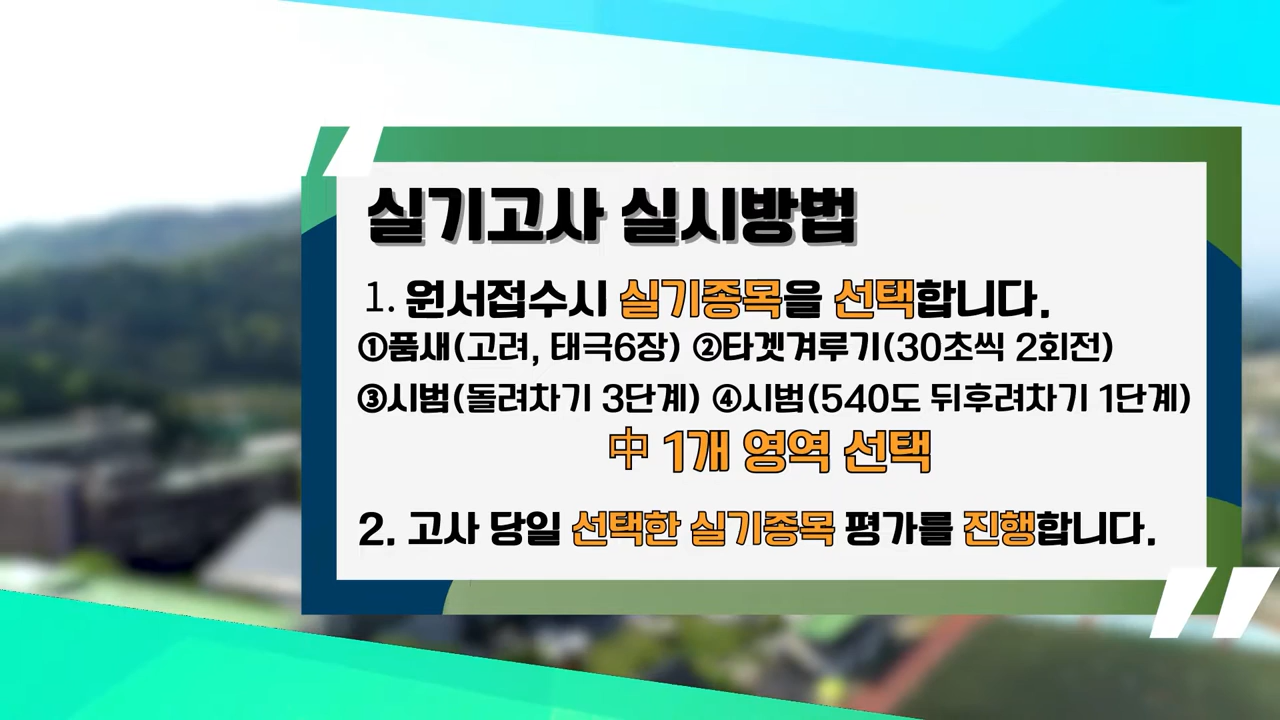 실기고사 실시방법
1. 원서접수시 실기종목을 선택합니다.
①품새(고려, 태극6장) ②타겟겨루기(30초씩 2회전)
③시범(돌려차기 3단계) ④시범(540도 뒤후려차기 1단계)
中 1개 영역 선택
2. 고사 당일 선택한 실기종목 평가를 진행합니다.